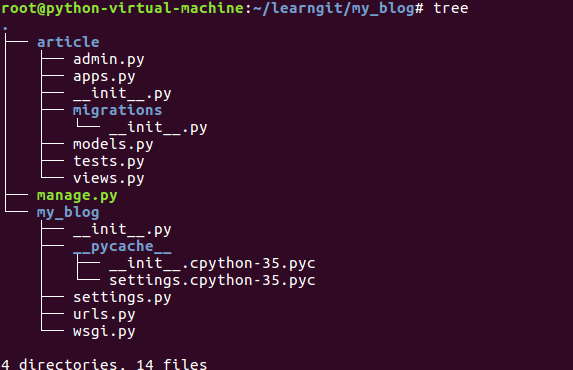 root@python-virtual-machine:~/learngit/my_blog# tree
.
├── article
│   ├── admin.py
│   ├── apps.py
│   ├── __init__.py
│   ├── migrations
│   │   └── __init__.py
│   ├── models.py
│   ├── tests.py
│   └── views.py
├── manage.py
└── my_blog
    ├── __init__.py
    ├── __pycache__
    │   ├── __init__.cpython-35.pyc
    │   └── settings.cpython-35.pyc
    ├── settings.py
    ├── urls.py
    └── wsgi.py
4 directories, 14 files